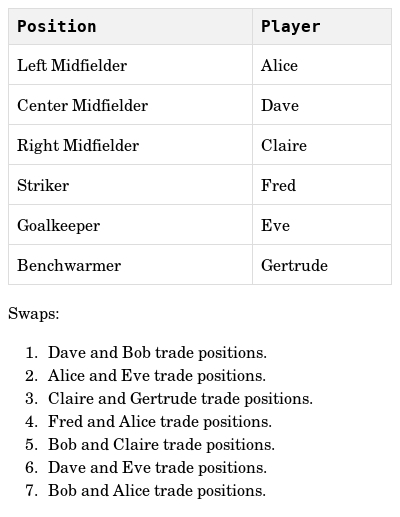 Position Player
Left Midfielder Alice
Center Midfielder Dave
Right Midfielder Claire
Striker Fred
Goalkeeper Eve
Benchwarmer Gertrude
Swaps:
1. Dave and Bob trade positions.
2. Alice and Eve trade positions.
3. Claire and Gertrude trade positions.
4. Fred and Alice trade positions.
5. Bob and Claire trade positions.
6. Dave and Eve trade positions.
7. Bob and Alice trade positions.